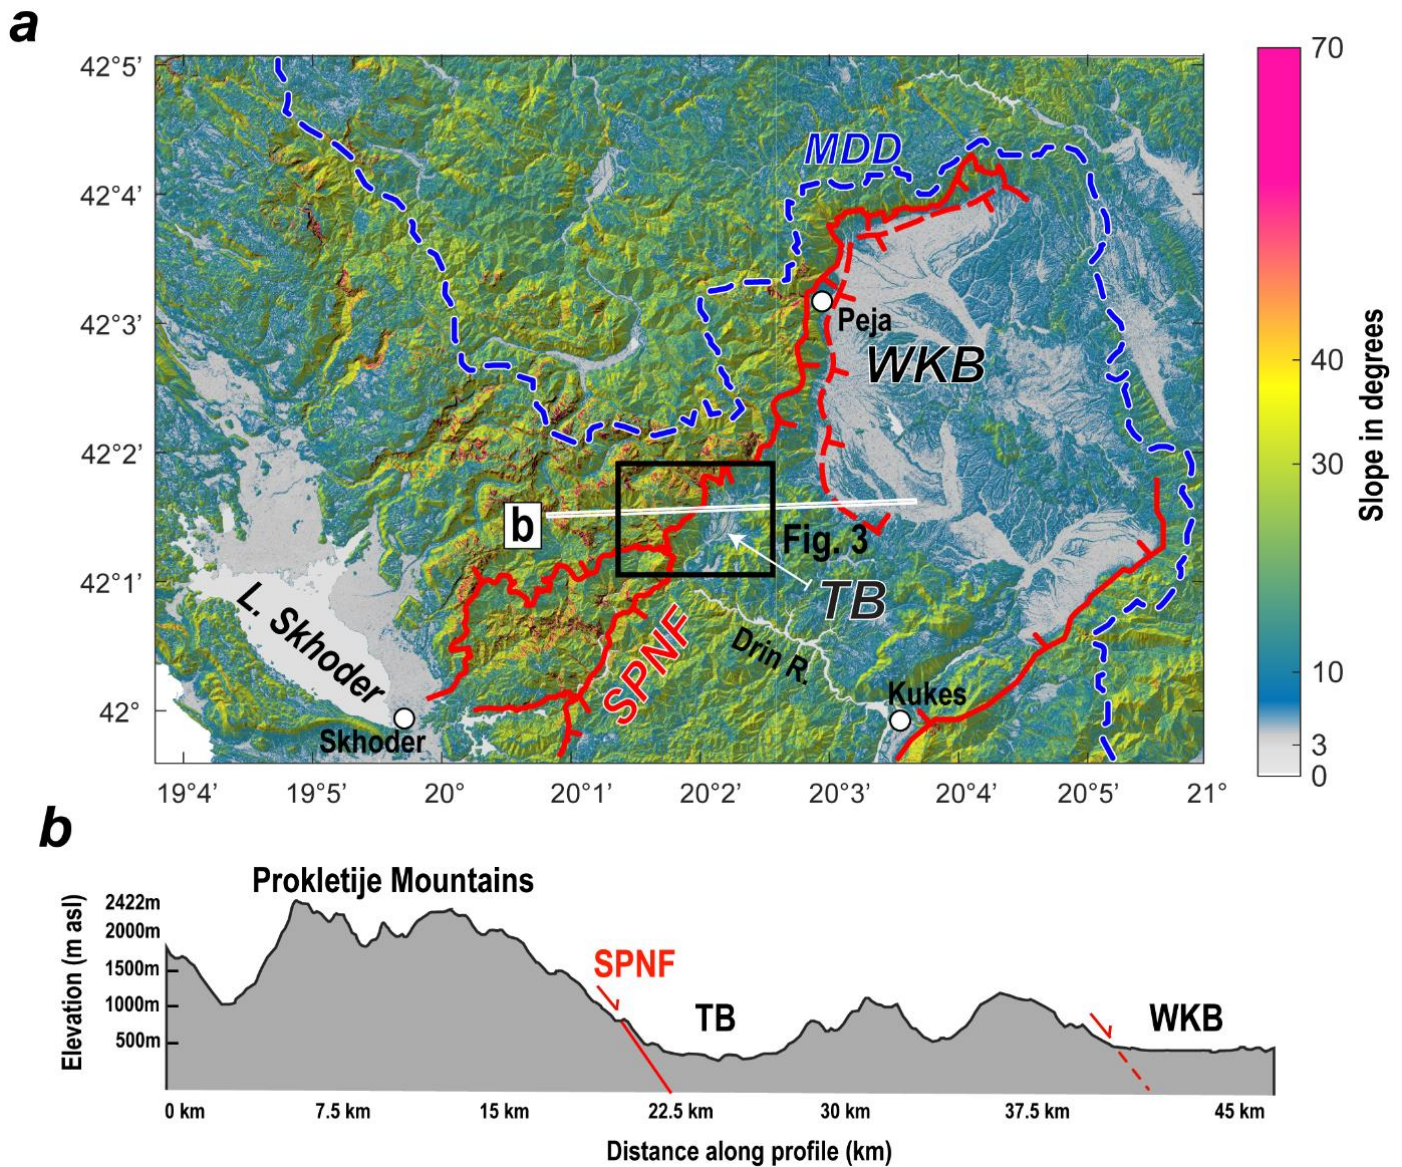 a
42°5’
42°4’
42°3’
42°2’
42°1’
42°
19°4’
19°5’
20°
20°1’
20°2’
20°3’
20°4’
20°5’
21°
MDD
Peja
WKB
b
Fig. 3
TB
SPNF
Drin R.
Kukes
L. Skhoder
Skhoder
70
40
30
10
3
0
Slope in degrees
b
Prokletije Mountains
Elevation (m asl)
2422m
2000m
1500m
1000m
500m
SPNF
TB
WKB
0 km
7.5 km
15 km
22.5 km
30 km
37.5 km
45 km
Distance along profile (km)